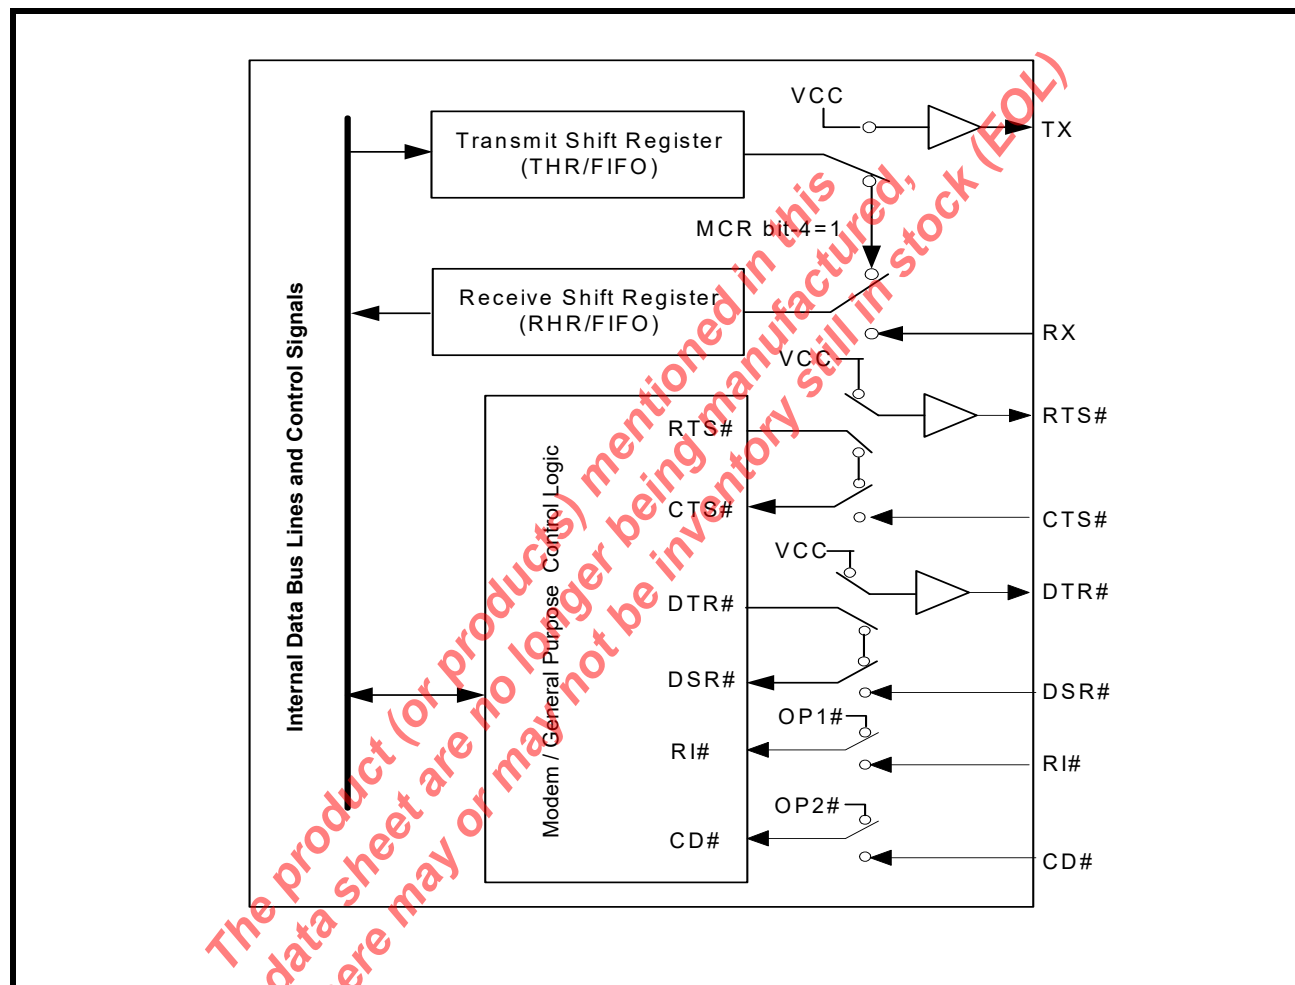 VCC
TX
Transmit Shift Register
(THR/FIFO)
MCR bit-4=1
Receive Shift Register
(RHR/FIFO)
RX
VCC
RTS#
RTS#
CTS#
CTS#
VCC
DTR#
DTR#
DSR#
DSR#
OP1#
RI#
RI#
OP2#
CD#
CD#
Internal Data Bus Lines and Control Signals
Modem / General Purpose Control Logic
The product (or products) mentioned in this
data sheet are no longer being manufactured,
ere may or may not be inventory still in stock (EOL)